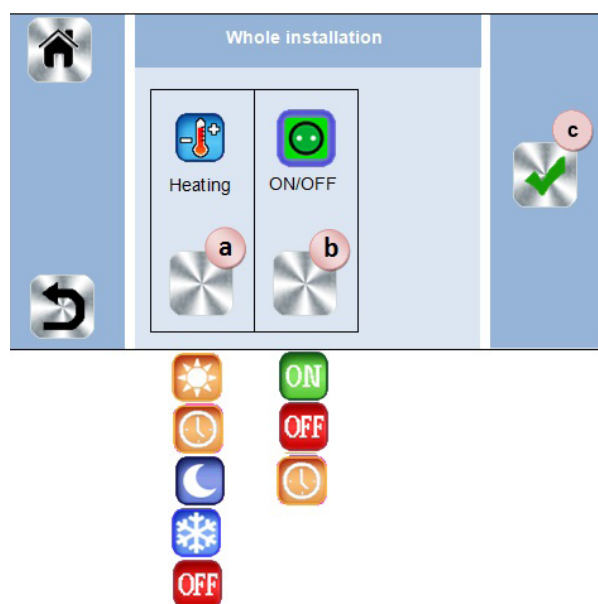 Whole installation
c
Heating
ON/OFF
a
b
ON
OFF
OFF